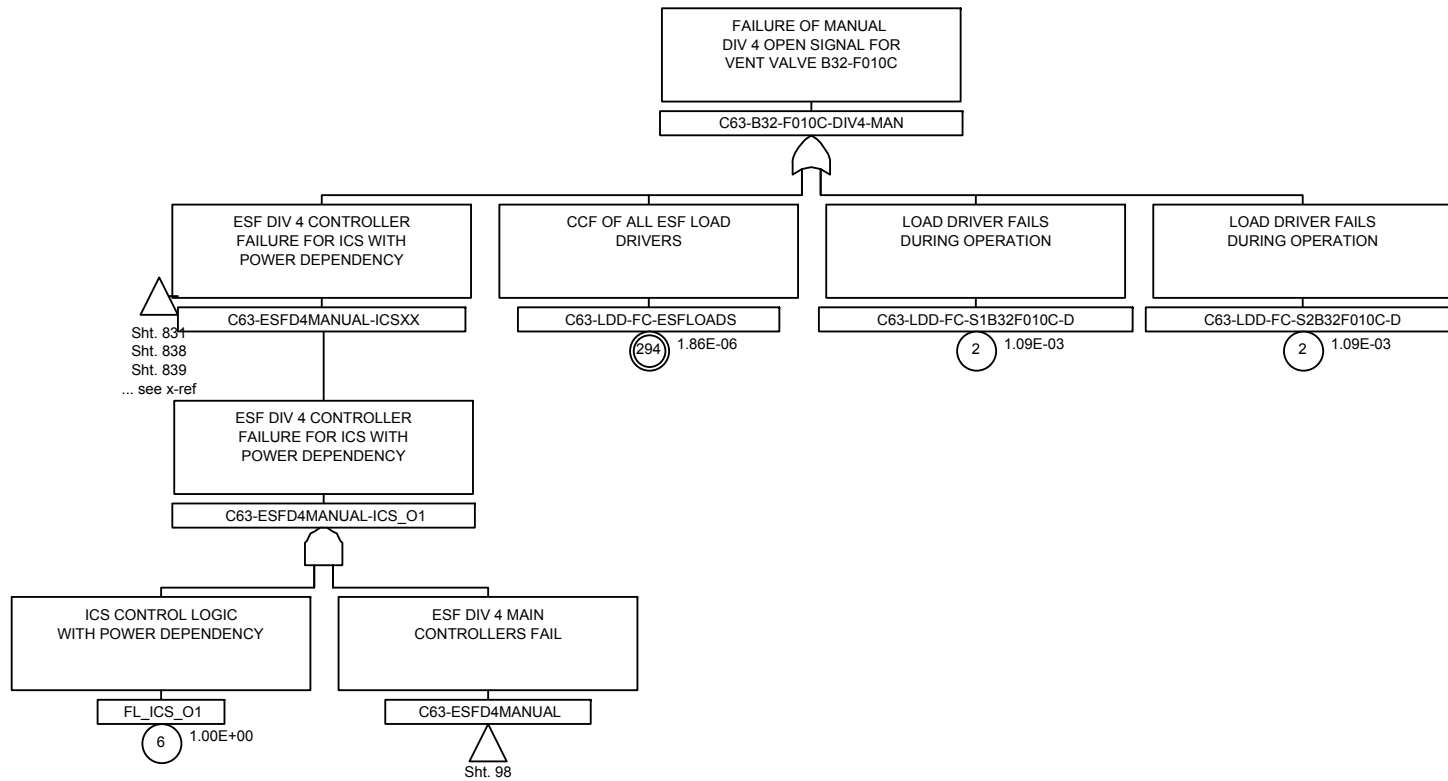 FAILURE OF MANUAL
DIV 4 OPEN SIGNAL FOR
VENT VALVE B32-F010C
C63-B32-F010C-DIV4-MAN
ESF DIV 4 CONTROLLER
FAILURE FOR ICS WITH
POWER DEPENDENCY
C63-ESFD4MANUAL-ICSXX
Sht. 831
Sht. 838
Sht. 839
... see x-ref
CCF OF ALL ESF LOAD
DRIVERS
C63-LDD-FC-ESFLOADS
294 1.86E-06
LOAD DRIVER FAILS
DURING OPERATION
C63-LDD-FC-S1B32F010C-D
2 1.09E-03
LOAD DRIVER FAILS
DURING OPERATION
C63-LDD-FC-S2B32F010C-D
2 1.09E-03
ESF DIV 4 CONTROLLER
FAILURE FOR ICS WITH
POWER DEPENDENCY
C63-ESFD4MANUAL-ICS_O1
ICS CONTROL LOGIC
WITH POWER DEPENDENCY
FL_ICS_O1
6 1.00E+00
ESF DIV 4 MAIN
CONTROLLERS FAIL
C63-ESFD4MANUAL
Sht. 98